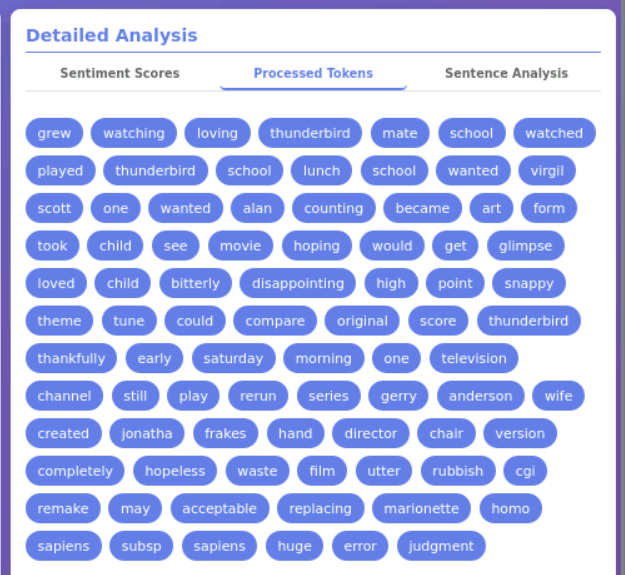 Detailed Analysis
Sentiment Scores Processed Tokens Sentence Analysis
grew watching loving thunderbird mate school watched
played thunderbird school lunch school wanted virgil
scott one wanted alan counting became art form
took child see movie hoping would get glimpse
loved child bitterly disappointing high point snappy
theme tune could compare original score thunderbird
thankfully early saturday morning one television
channel still play rerun series gerry anderson wife
created jonatha frakes hand director chair version
completely hopeless waste film utter rubbish cgi
remake may acceptable replacing marionette homo
sapiens subsp sapiens huge error judgment